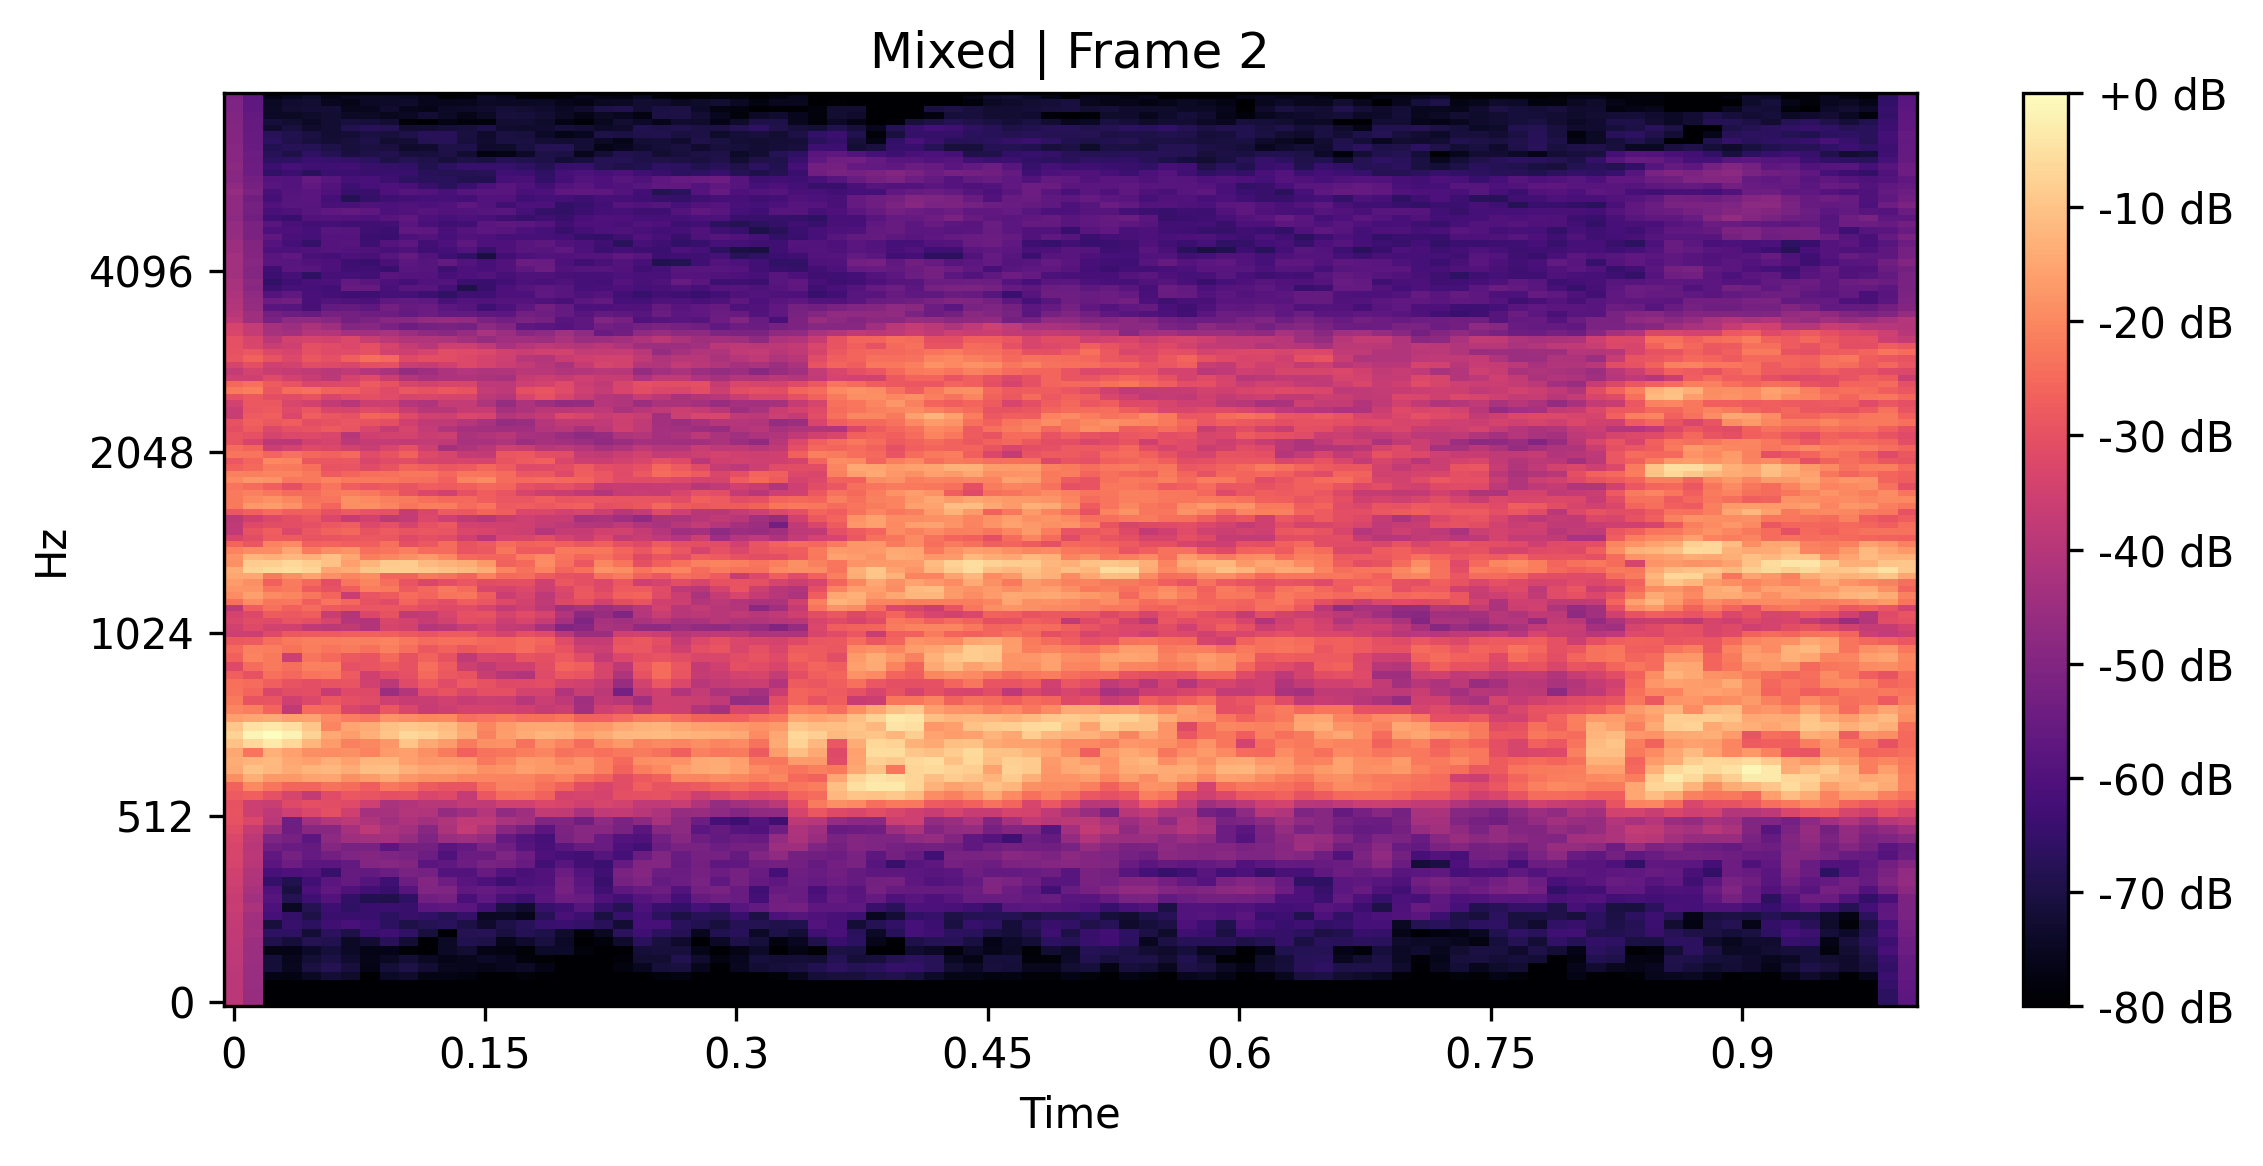 Mixed | Frame 2
Hz
4096
2048
1024
512
0
0 0.15 0.3 0.45 0.6 0.75 0.9
Time
+0 dB
-10 dB
-20 dB
-30 dB
-40 dB
-50 dB
-60 dB
-70 dB
-80 dB